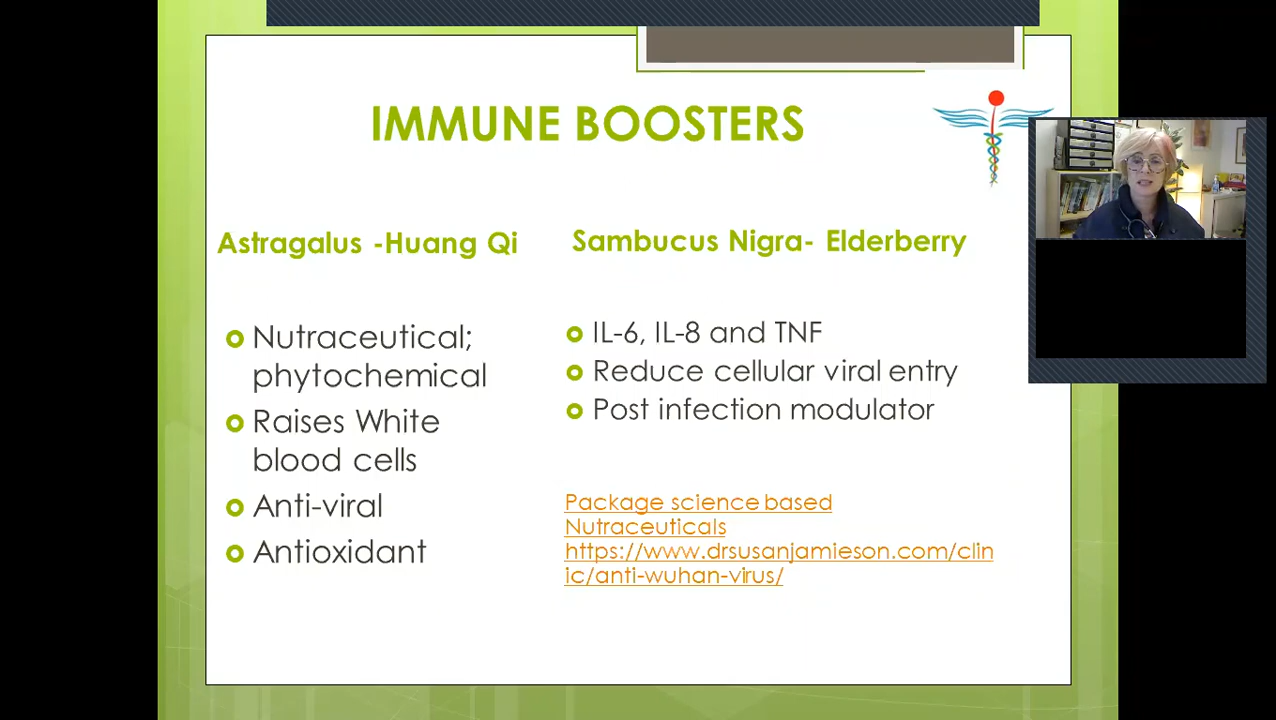 IMMUNE BOOSTERS
Astragalus -Huang Qi
Nutraceutical;
phytochemical
Raises White
blood cells
Anti-viral
Antioxidant
Sambucus Nigra- Elderberry
IL-6, IL-8 and TNF
Reduce cellular viral entry
Post infection modulator
Package science based
Nutraceuticals
https://www.drsusanjamieson.com/clin
ic/anti-wuhan-virus/